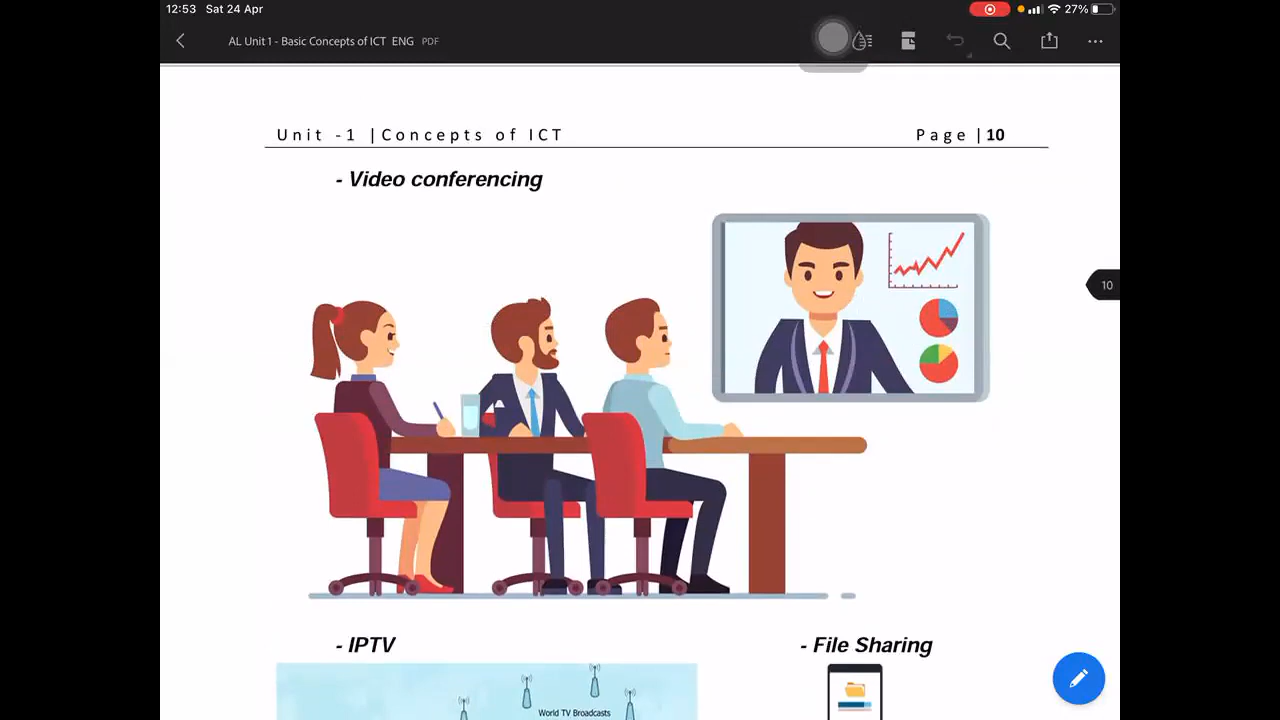 12:53 Sat 24 Apr
27%
AL Unit 1 - Basic Concepts of ICT ENG PDF
Unit -1 |Concepts of ICT Page |10
- Video conferencing
10
- IPTV - File Sharing
World TV Broadcasts